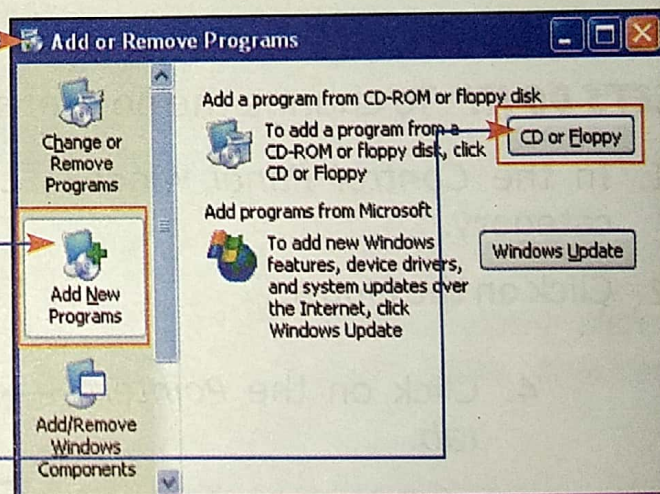 Add or Remove Programs
Change or
Remove
Programs
Add New
Programs
Add/Remove
Windows
Components
Add a program from CD-ROM or floppy disk
To add a program from a
CD-ROM or floppy disk, click
CD or Floppy
CD or Floppy
Add programs from Microsoft
To add new Windows
features, device drivers,
and system updates over
the Internet, click
Windows Update
Windows Update